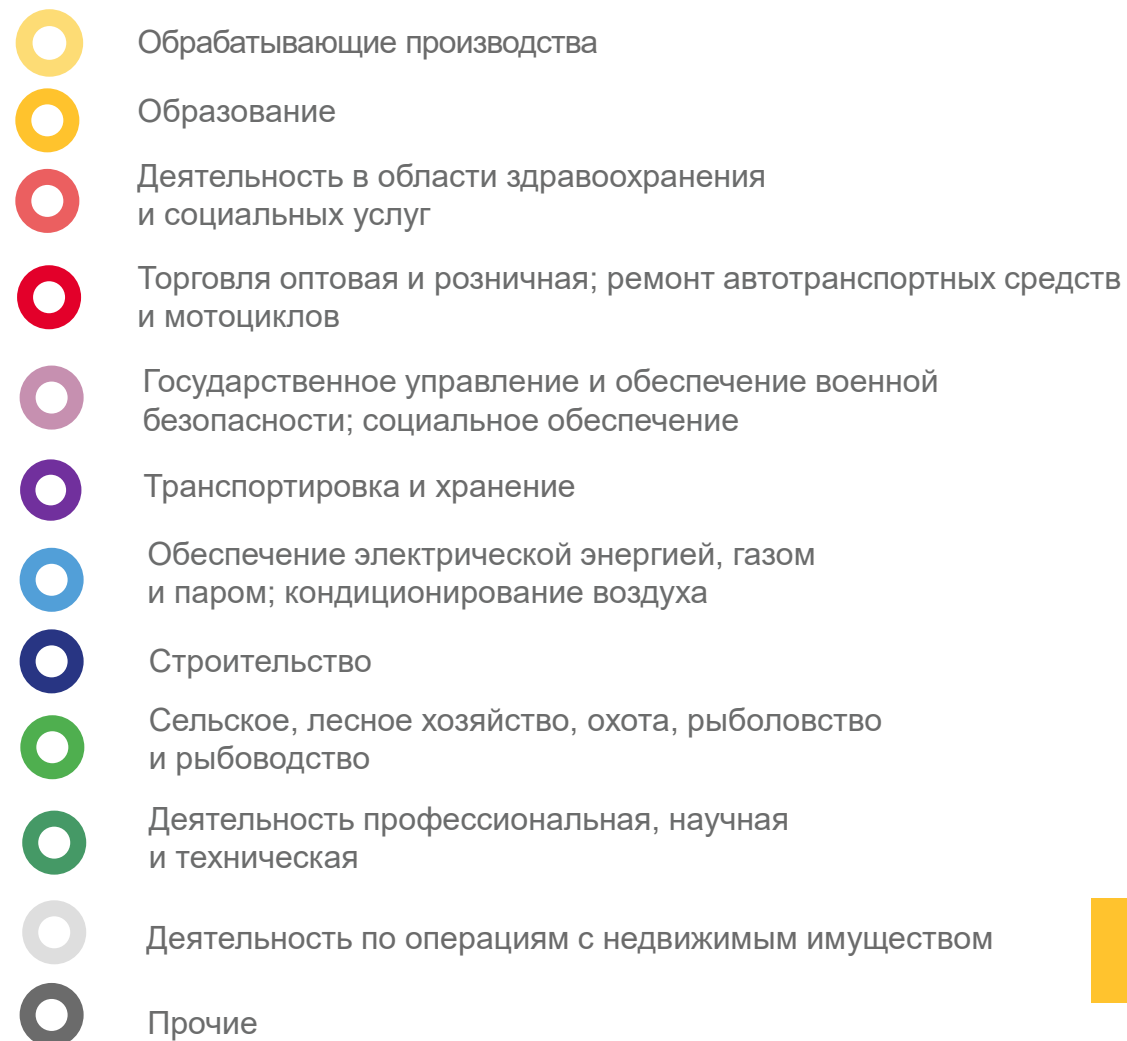 Обрабатывающие производства
Образование
Деятельность в области здравоохранения
и социальных услуг
Торговля оптовая и розничная; ремонт автотранспортных средств
и мотоциклов
Государственное управление и обеспечение военной
безопасности; социальное обеспечение
Транспортировка и хранение
Обеспечение электрической энергией, газом
и паром; кондиционирование воздуха
Строительство
Сельское, лесное хозяйство, охота, рыболовство
и рыбоводство
Деятельность профессиональная, научная
и техническая
Деятельность по операциям с недвижимым имуществом
Прочие